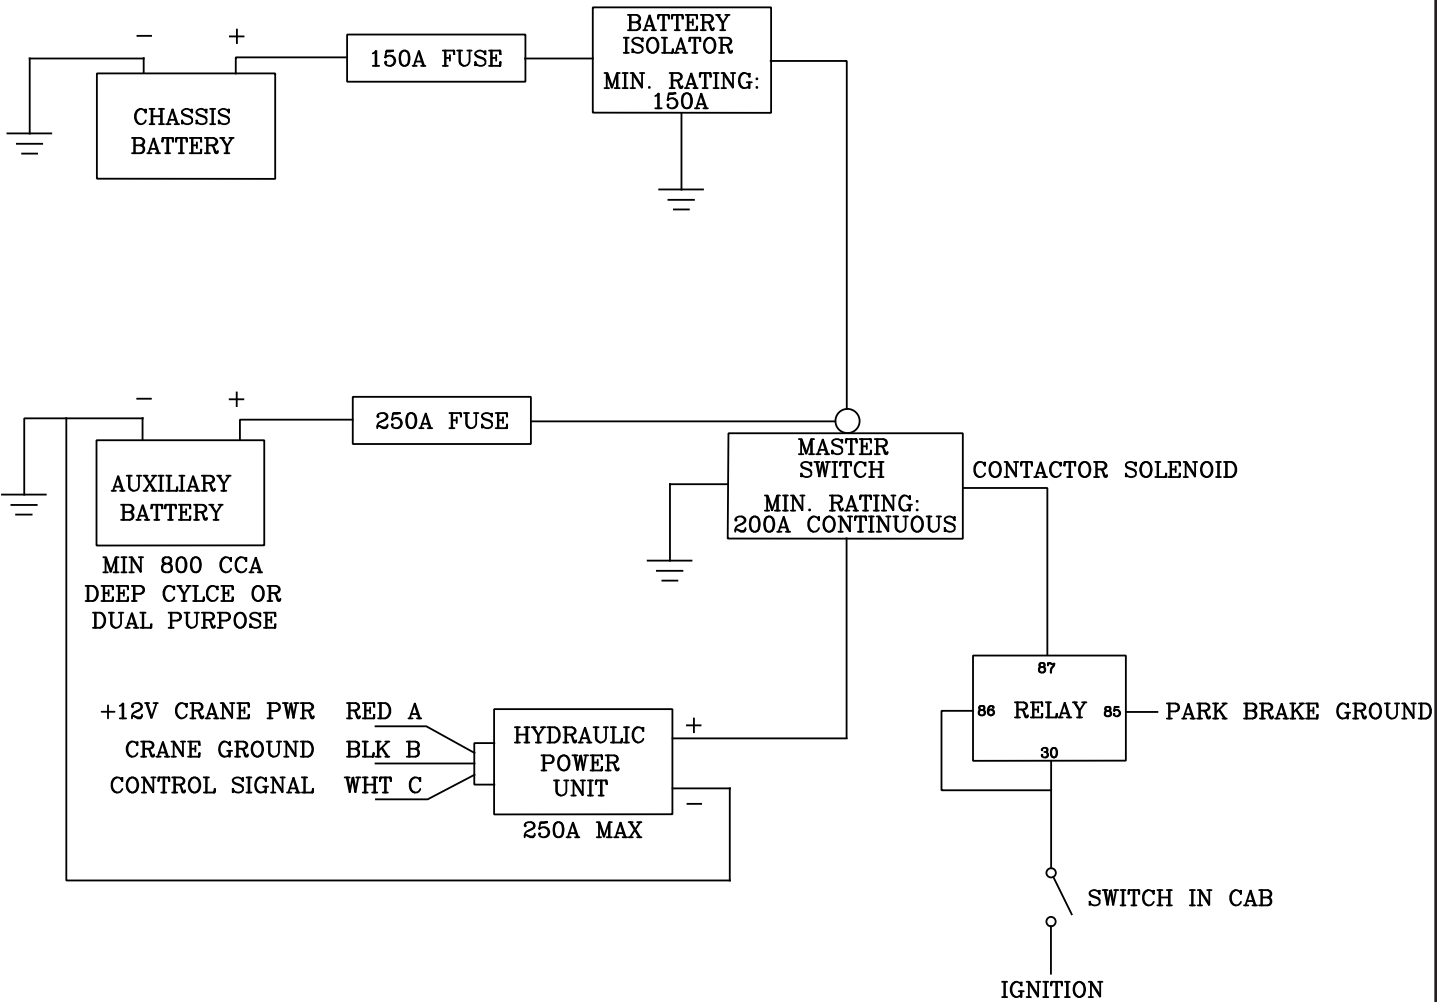 - +
150A FUSE
BATTERY
ISOLATOR
MIN. RATING:
150A
CHASSIS
BATTERY
- +
250A FUSE
MASTER
SWITCH
MIN. RATING:
200A CONTINUOUS
CONTACTOR SOLENOID
AUXILIARY
BATTERY
MIN 800 CCA
DEEP CYLCE OR
DUAL PURPOSE
+12V CRANE PWR RED A
CRANE GROUND BLK B
CONTROL SIGNAL WHT C
HYDRAULIC
POWER
UNIT
+
-
250A MAX
87
86 RELAY 85
30
PARK BRAKE GROUND
SWITCH IN CAB
IGNITION